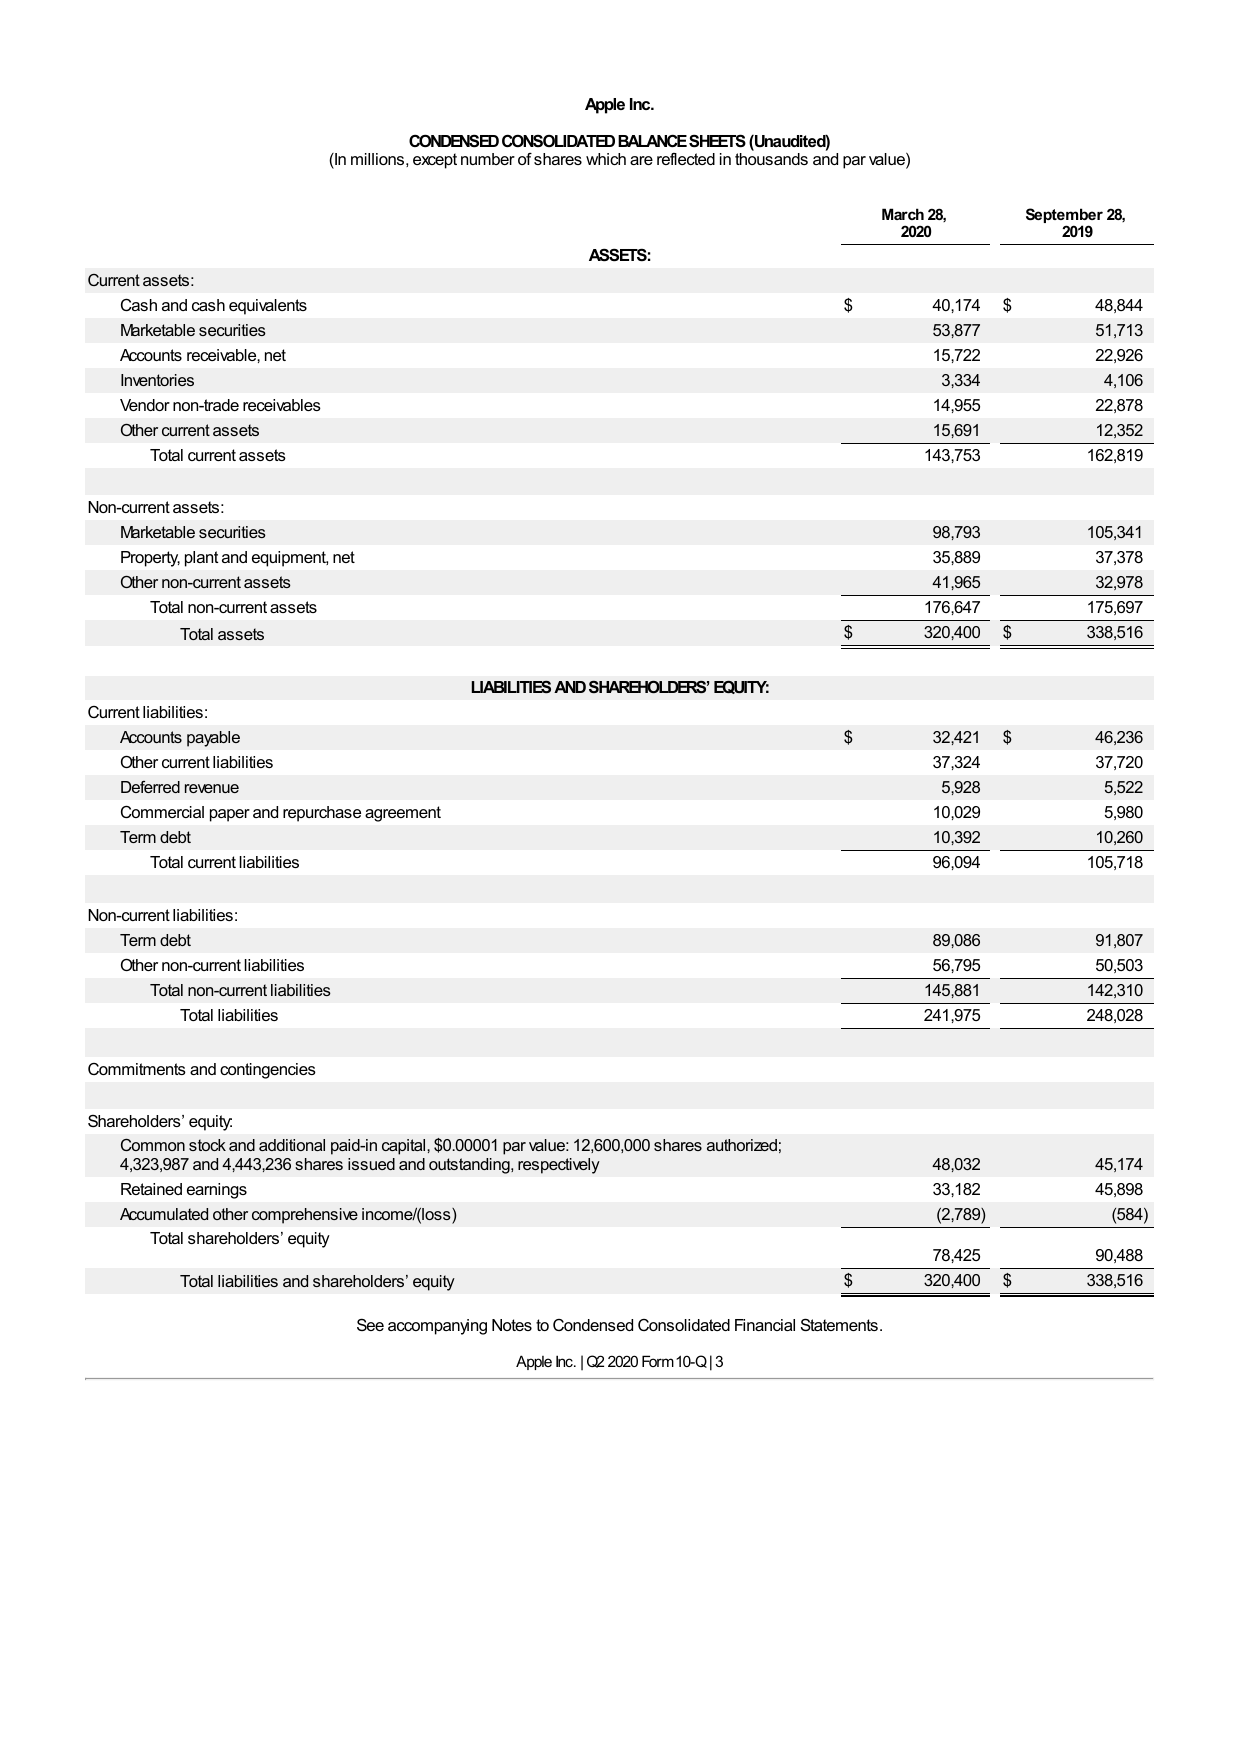 Apple Inc.
CONDENSED CONSOLIDATED BALANCE SHEETS (Unaudited)
(In millions, except number of shares which are reflected in thousands and par value)
March 28, 2020 September 28, 2019
ASSETS:
Current assets:
Cash and cash equivalents $ 40,174 $ 48,844
Marketable securities 53,877 51,713
Accounts receivable, net 15,722 22,926
Inventories 3,334 4,106
Vendor non-trade receivables 14,955 22,878
Other current assets 15,691 12,352
Total current assets 143,753 162,819
Non-current assets:
Marketable securities 98,793 105,341
Property, plant and equipment, net 35,889 37,378
Other non-current assets 41,965 32,978
Total non-current assets 176,647 175,697
Total assets $ 320,400 $ 338,516
LIABILITIES AND SHAREHOLDERS’ EQUITY:
Current liabilities:
Accounts payable $ 32,421 $ 46,236
Other current liabilities 37,324 37,720
Deferred revenue 5,928 5,522
Commercial paper and repurchase agreement 10,029 5,980
Term debt 10,392 10,260
Total current liabilities 96,094 105,718
Non-current liabilities:
Term debt 89,086 91,807
Other non-current liabilities 56,795 50,503
Total non-current liabilities 145,881 142,310
Total liabilities 241,975 248,028
Commitments and contingencies
Shareholders’ equity:
Common stock and additional paid-in capital, $0.00001 par value: 12,600,000 shares authorized;
4,323,987 and 4,443,236 shares issued and outstanding, respectively 48,032 45,174
Retained earnings 33,182 45,898
Accumulated other comprehensive income/(loss) (2,789) (584)
Total shareholders’ equity 78,425 90,488
Total liabilities and shareholders’ equity $ 320,400 $ 338,516
See accompanying Notes to Condensed Consolidated Financial Statements.
Apple Inc. | Q2 2020 Form 10-Q | 3